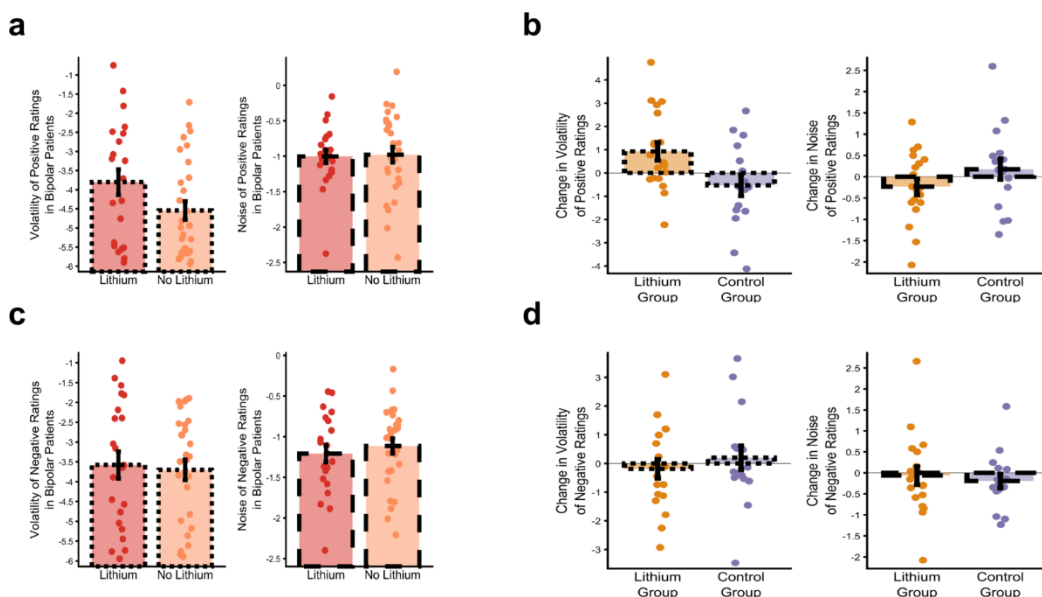 a
Volatility of Positive Ratings
in Bipolar Patients
-1
-1.5
-2
-2.5
-3
-3.5
-4
-4.5
-5
-5.5
-6
Lithium No Lithium
Noise of Positive Ratings
in Bipolar Patients
0
-0.5
-1
-1.5
-2
-2.5
Lithium No Lithium
b
Change in Volatility
of Positive Ratings
4
3
2
1
0
-1
-2
-3
-4
Lithium Control
Group Group
Change in Noise
of Positive Ratings
2.5
2
1.5
1
0.5
0
-0.5
-1
-1.5
-2
Lithium Control
Group Group
c
Volatility of Negative Ratings
in Bipolar Patients
-1
-1.5
-2
-2.5
-3
-3.5
-4
-4.5
-5
-5.5
-6
Lithium No Lithium
Noise of Negative Ratings
in Bipolar Patients
0
-0.5
-1
-1.5
-2
-2.5
Lithium No Lithium
d
Change in Volatility
of Negative Ratings
3
2
1
0
-1
-2
-3
Lithium Control
Group Group
Change in Noise
of Negative Ratings
2.5
2
1.5
1
0.5
0
-0.5
-1
-1.5
-2
Lithium Control
Group Group